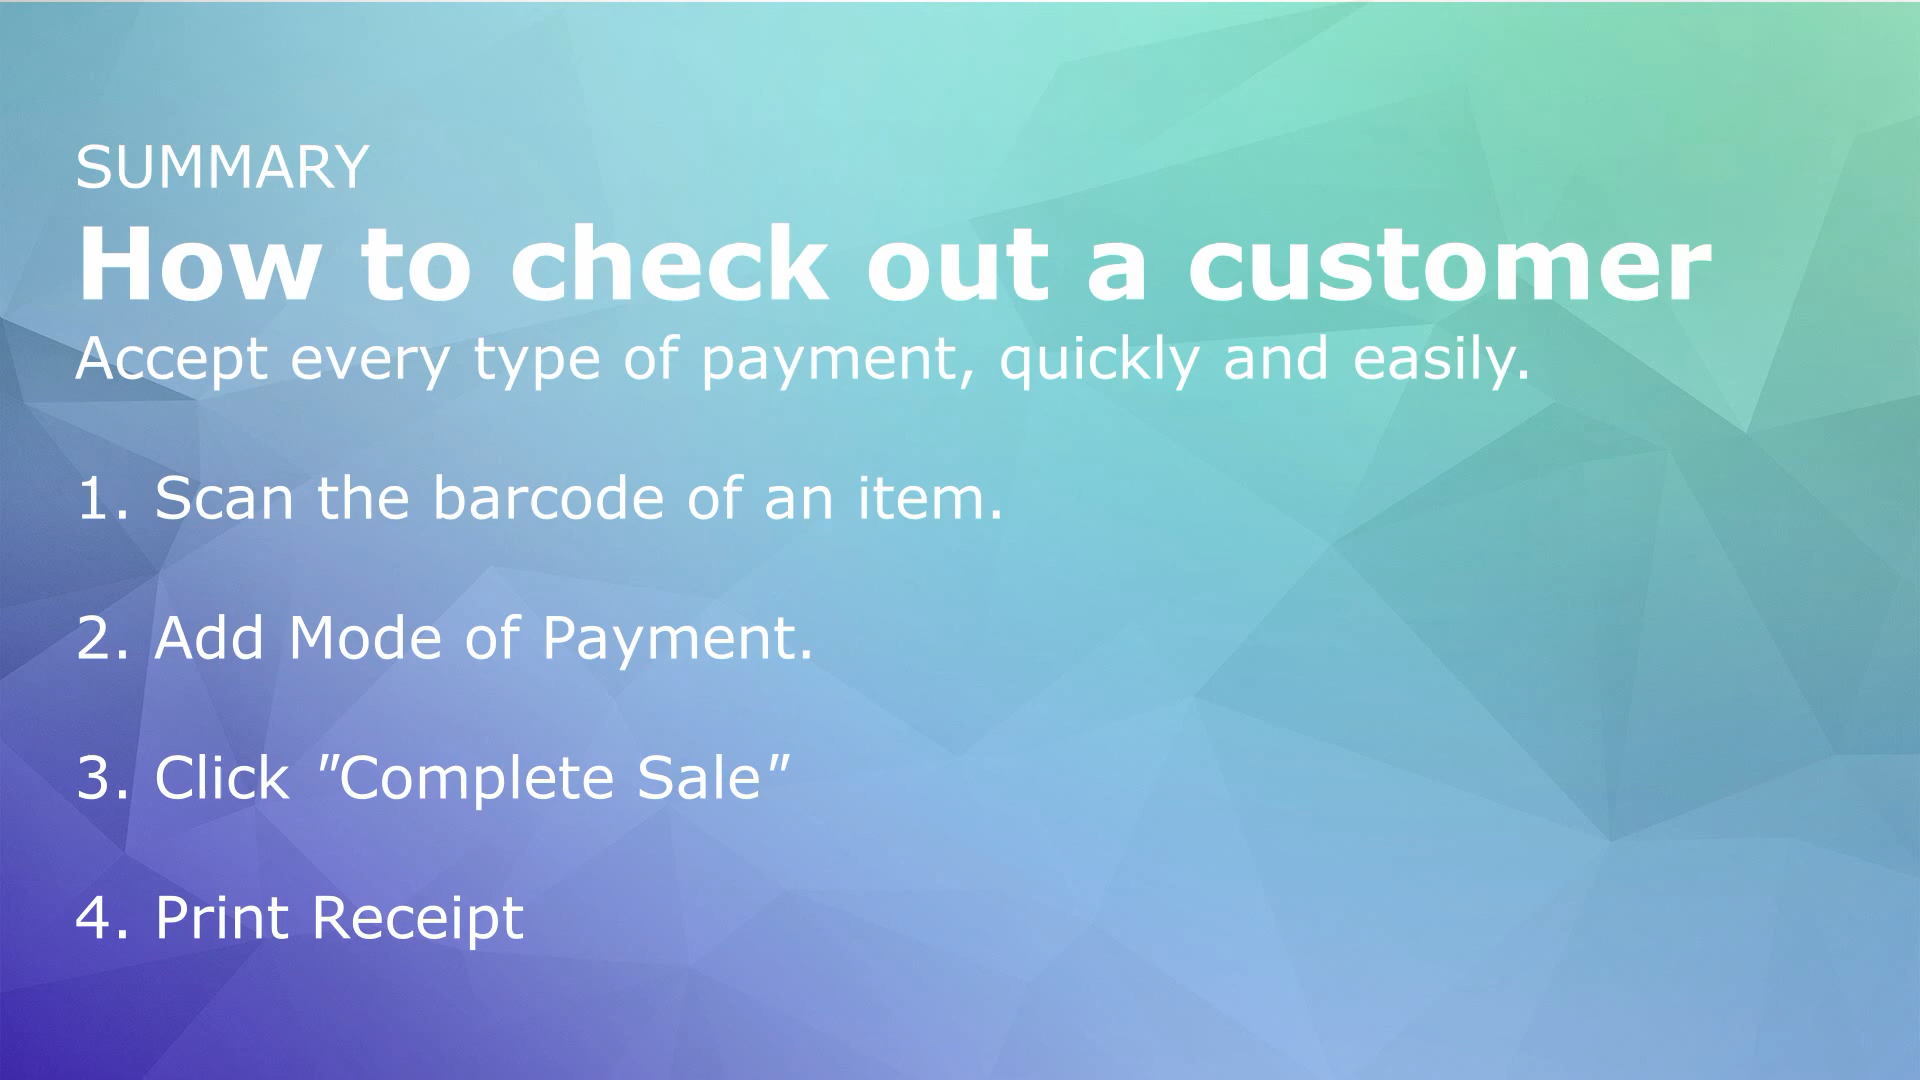 SUMMARY
How to check out a customer
Accept every type of payment, quickly and easily.
1. Scan the barcode of an item.
2. Add Mode of Payment.
3. Click ”Complete Sale”
4. Print Receipt